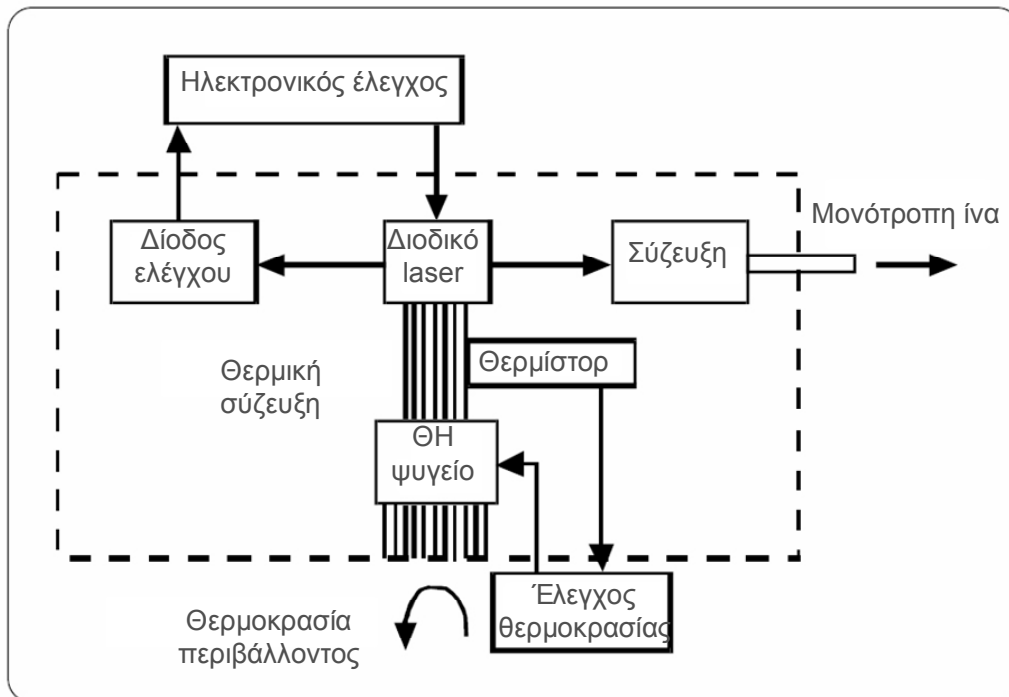 Ηλεκτρονικός έλεγχος
Μονότροπη ίνα
Δίοδος
ελέγχου
Διοδικό
laser
Σύζευξη
Θερμίστορ
Θερμική
σύζευξη
ΘΗ
ψυγείο
Έλεγχος
θερμοκρασίας
Θερμοκρασία
περιβάλλοντος